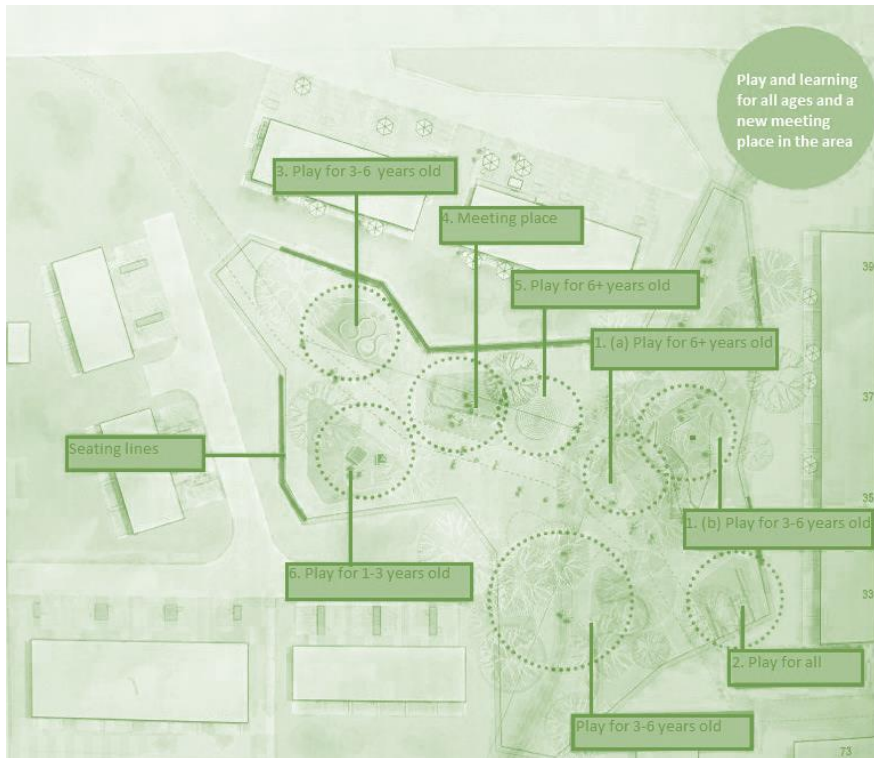 Play and learning
for all ages and a
new meeting
place in the area
3. Play for 3-6 years old
4. Meeting place
5. Play for 6+ years old
39
1. (a) Play for 6+ years old
37
Seating lines
35
1. (b) Play for 3-6 years old
6. Play for 1-3 years old
33
2. Play for all
Play for 3-6 years old
73